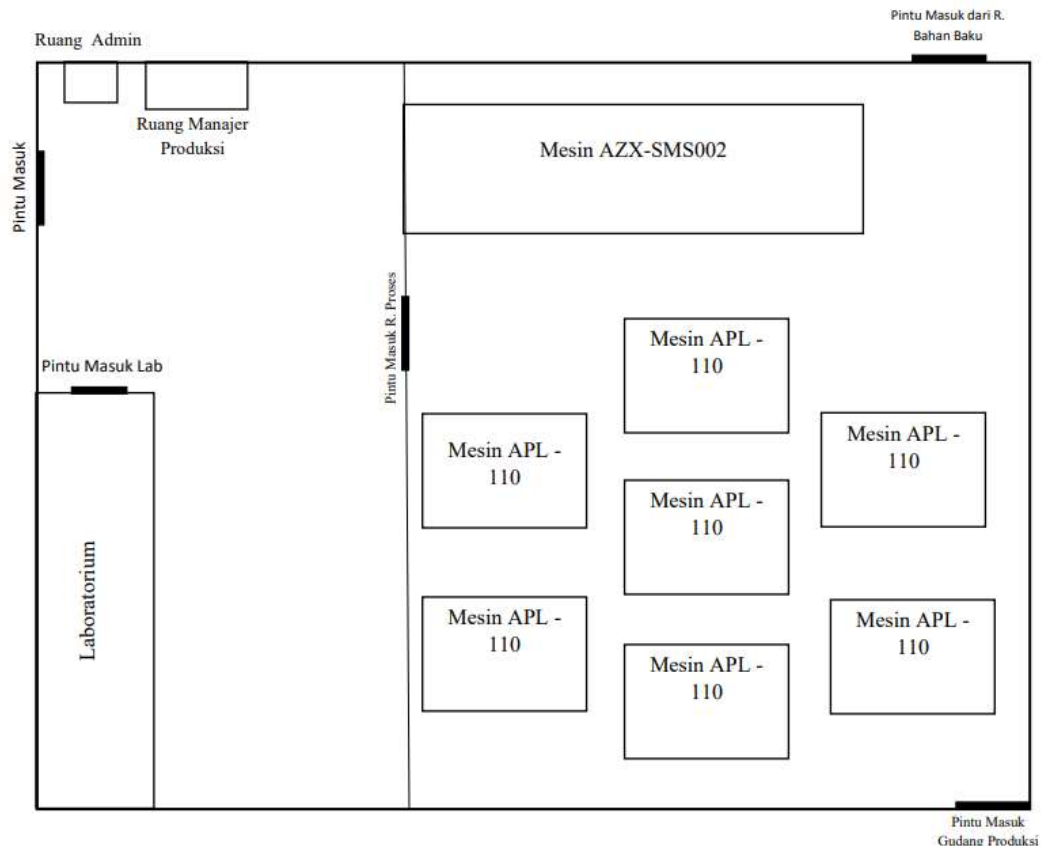 Pintu Masuk dari R.
Bahan Baku
Ruang Admin
Ruang Manajer
Produksi
Mesin AZX-SMS002
Pintu Masuk
Pintu Masuk R. Proses
Pintu Masuk Lab
Mesin APL -
110
Mesin APL -
110
Mesin APL -
110
Mesin APL -
110
Laboratorium
Mesin APL -
110
Mesin APL -
110
Mesin APL -
110
Pintu Masuk
Gudang Produksi